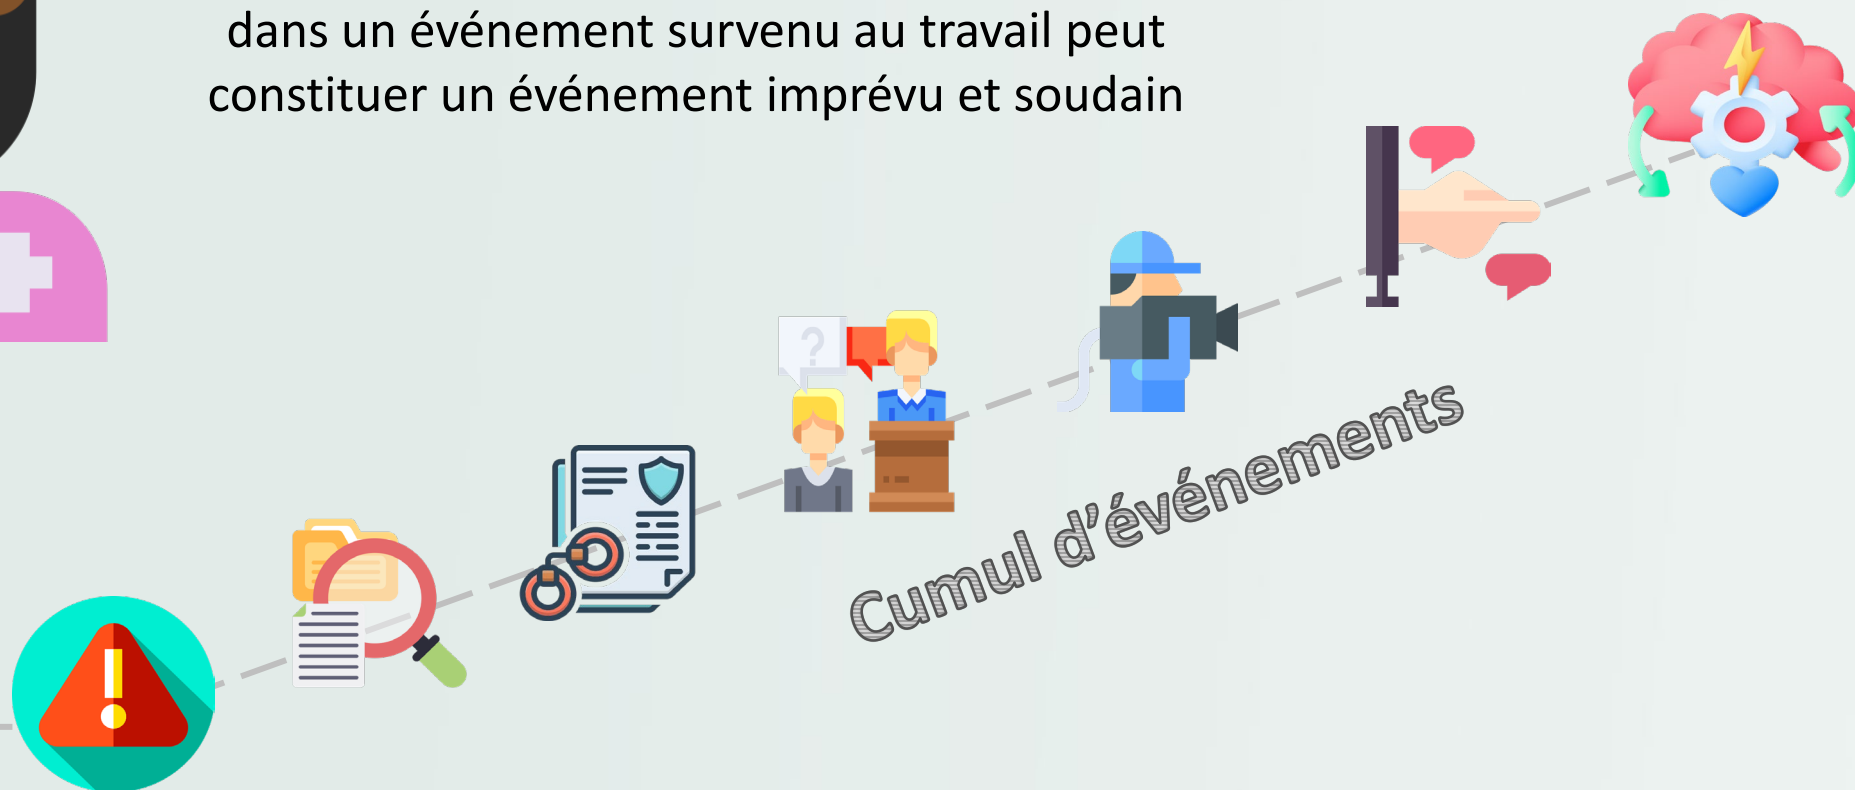 dans un événement survenu au travail peut
constituer un événement imprévu et soudain
?
Cumul d'événements